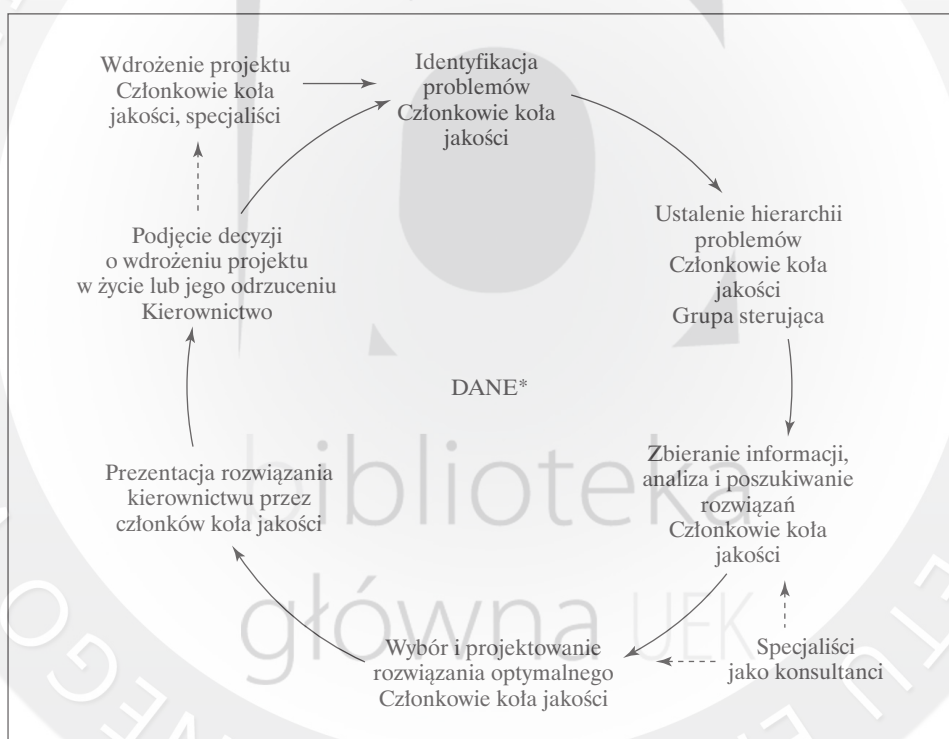 Wdrożenie projektu
Członkowie koła
jakości, specjaliści
Identyfikacja
problemów
Członkowie koła
jakości
Ustalenie hierarchii
problemów
Członkowie koła
jakości
Grupa sterująca
Podjęcie decyzji
o wdrożeniu projektu
w życie lub jego odrzuceniu
Kierownictwo
DANE*
Zbieranie informacji,
analiza i poszukiwanie
rozwiązań
Członkowie koła
jakości
Prezentacja rozwiązania
kierownictwu przez
członków koła jakości
Wybór i projektowanie
rozwiązania optymalnego
Członkowie koła jakości
Specjaliści
jako konsultanci
biblioteka
główna UEK